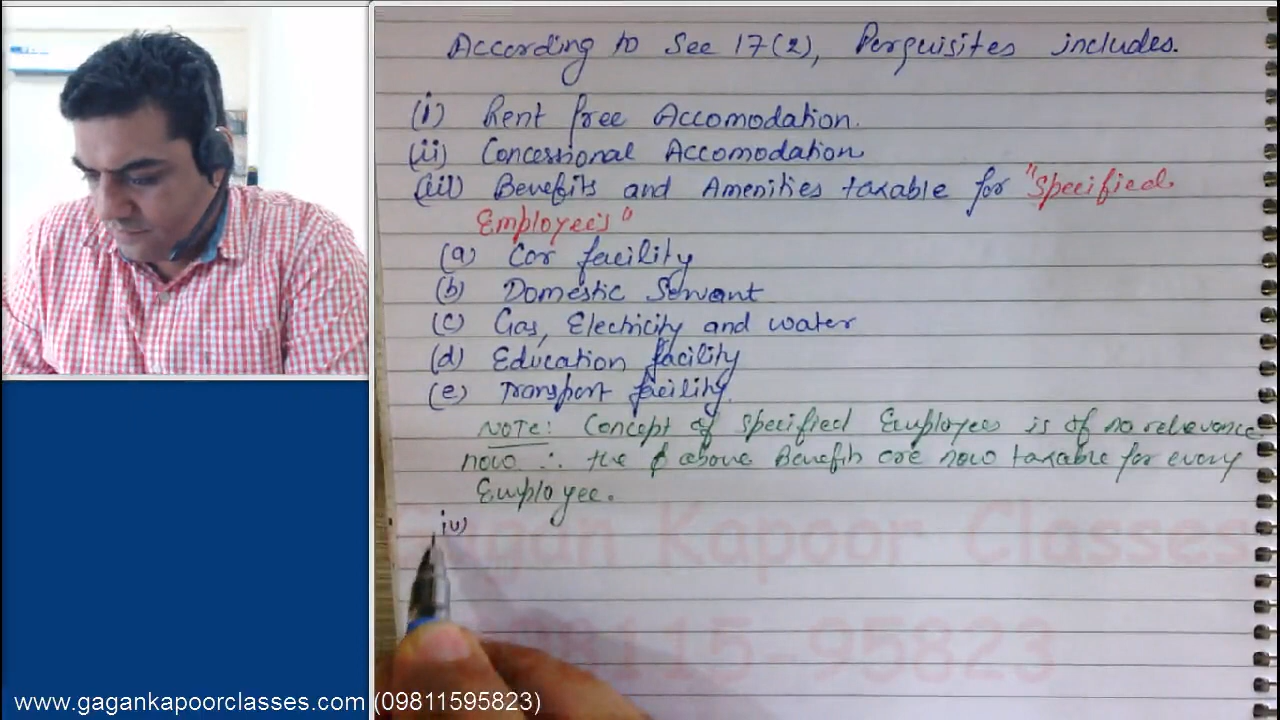 According to Sec 17(2), Perquisites includes.
(i) Rent free Accomodation.
(ii) Concessional Accomodation
(iii) Benefits and Amenities taxable for "Specified
Employees"
(a) Car facility
(b) Domestic Servant
(c) Gas, Electricity and water
(d) Education facility
(e) Transport facility.
NOTE: Concept of specified Employees is of no relevance
now ∴ the above Benefits are now taxable for every
Employee.
iv)
Gagan Kapoor Classes
98115-95823
www.gagankapoorclasses.com (09811595823)